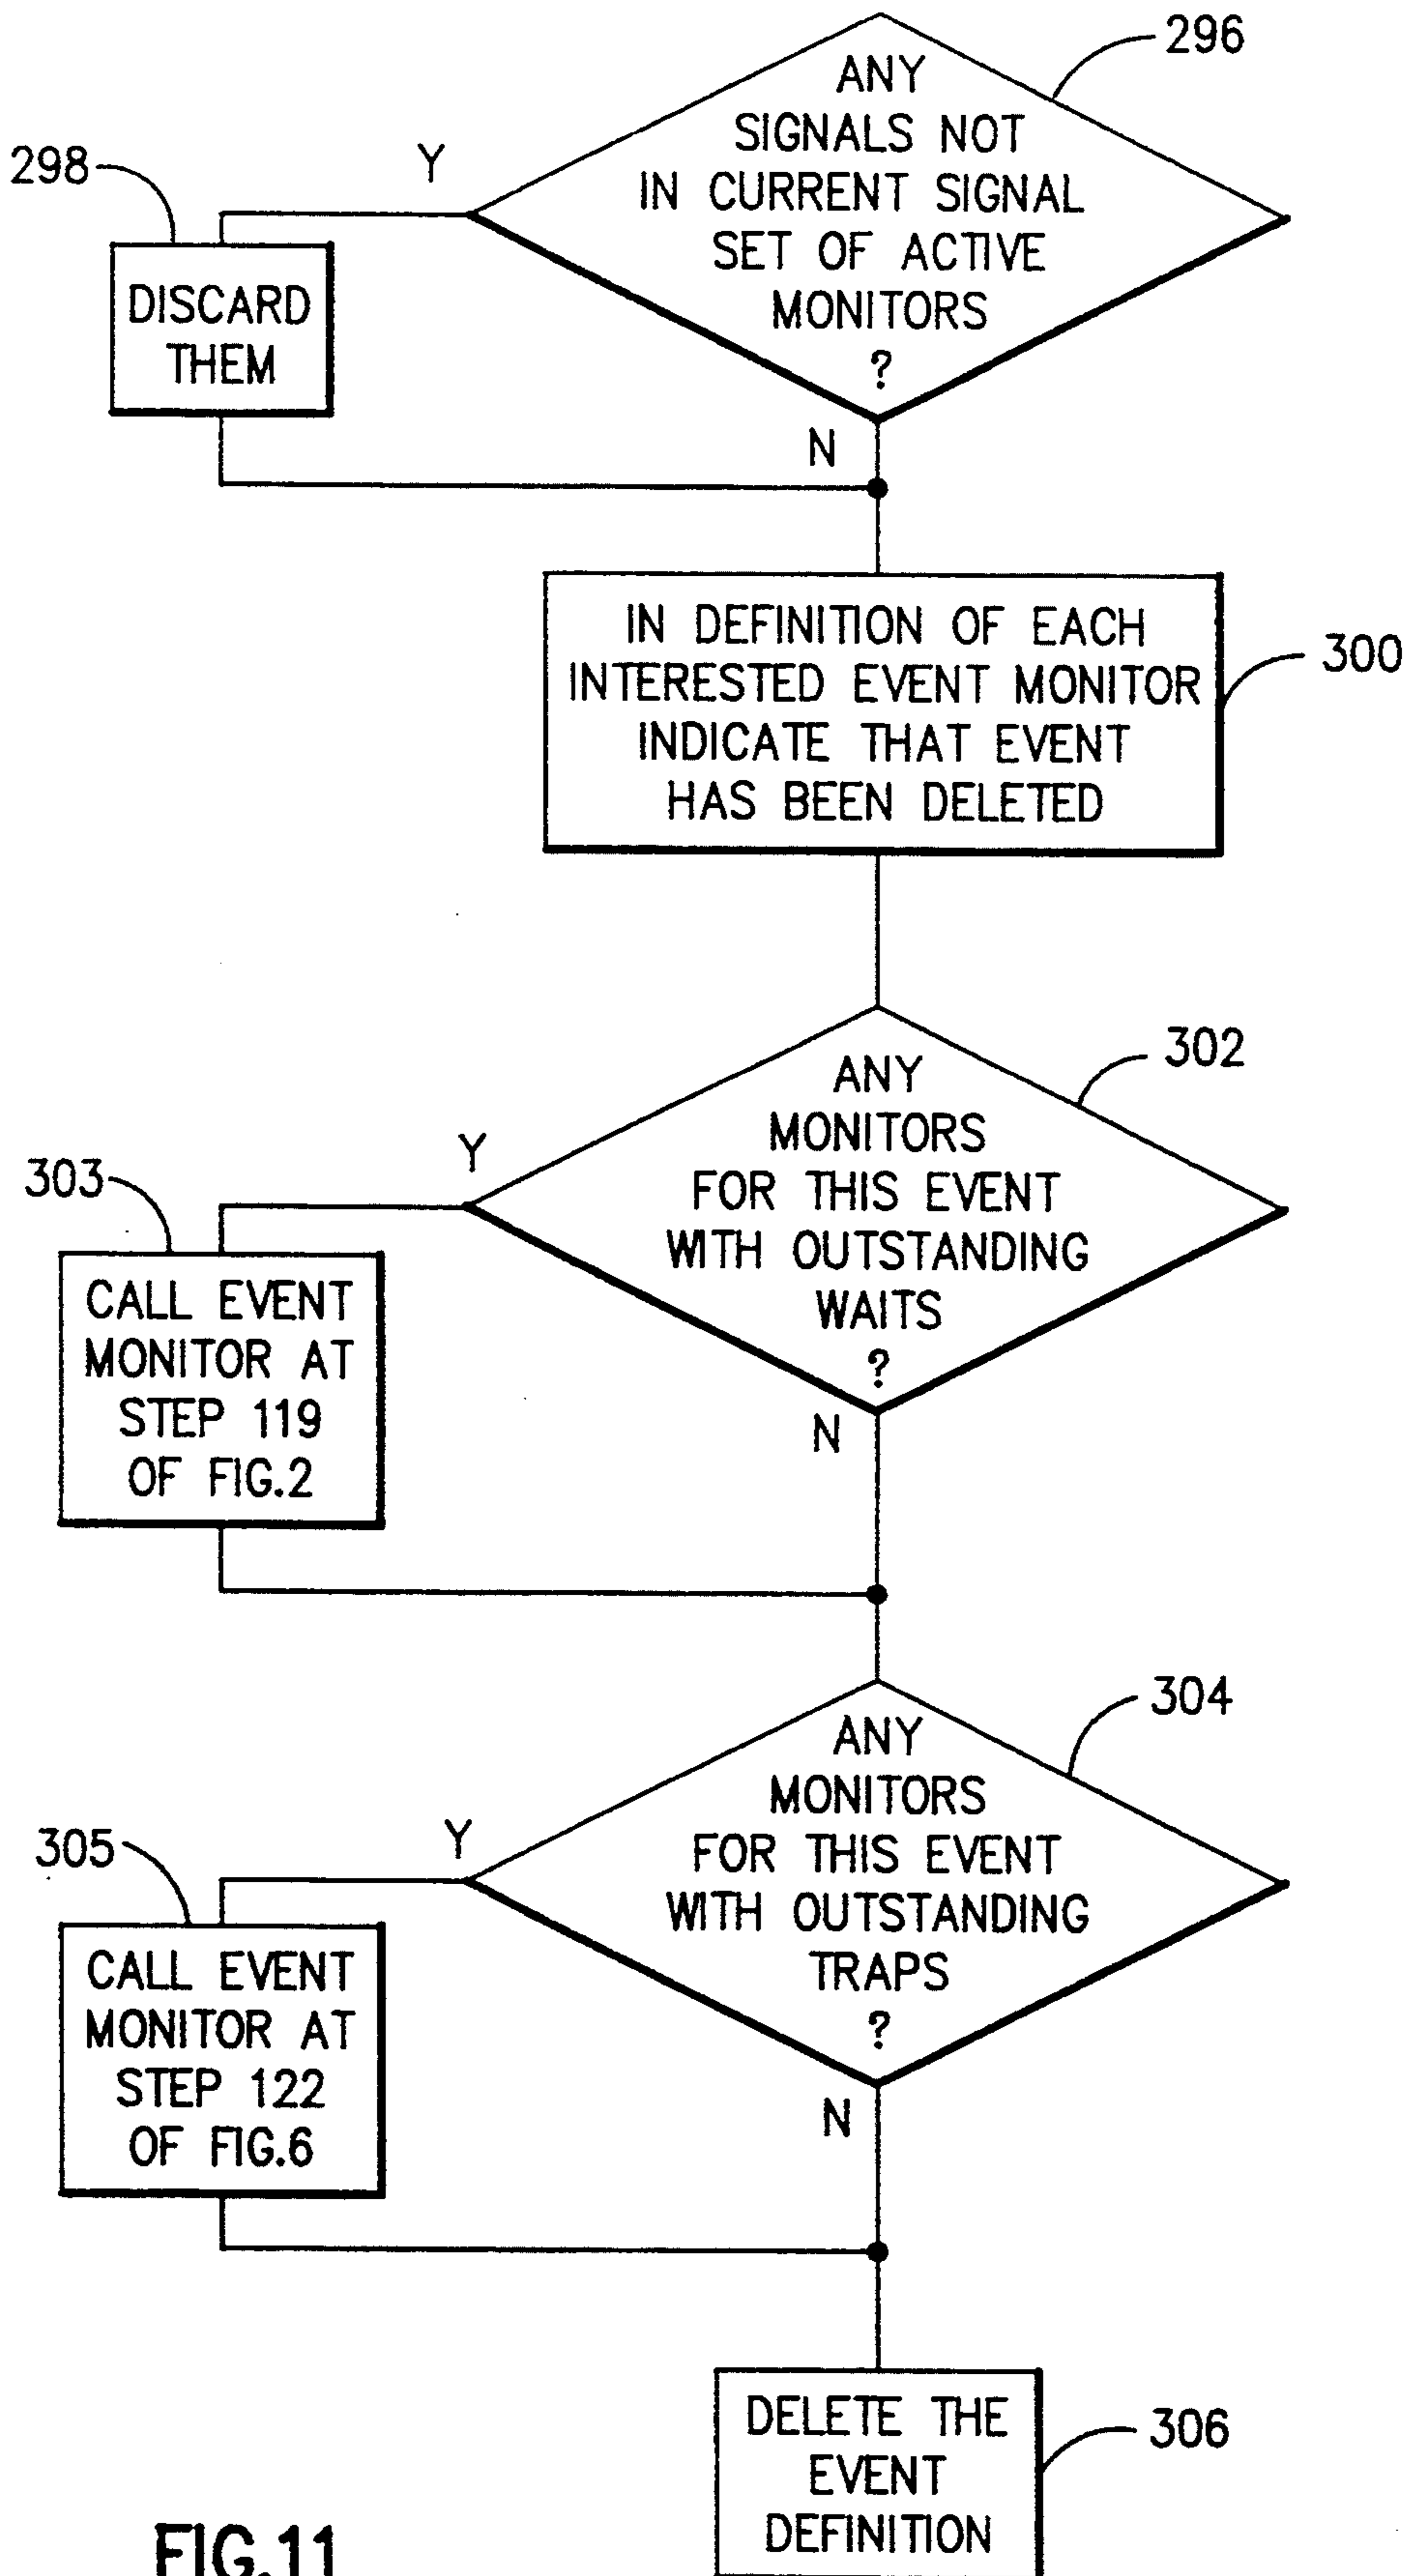 296
ANY
SIGNALS NOT
IN CURRENT SIGNAL
SET OF ACTIVE
MONITORS
?
Y
298
DISCARD
THEM
N
IN DEFINITION OF EACH
INTERESTED EVENT MONITOR
INDICATE THAT EVENT
HAS BEEN DELETED
300
302
ANY
MONITORS
FOR THIS EVENT
WITH OUTSTANDING
WAITS
?
Y
303
CALL EVENT
MONITOR AT
STEP 119
OF FIG.2
N
304
ANY
MONITORS
FOR THIS EVENT
WITH OUTSTANDING
TRAPS
?
Y
305
CALL EVENT
MONITOR AT
STEP 122
OF FIG.6
N
DELETE THE
EVENT
DEFINITION
306
FIG.11